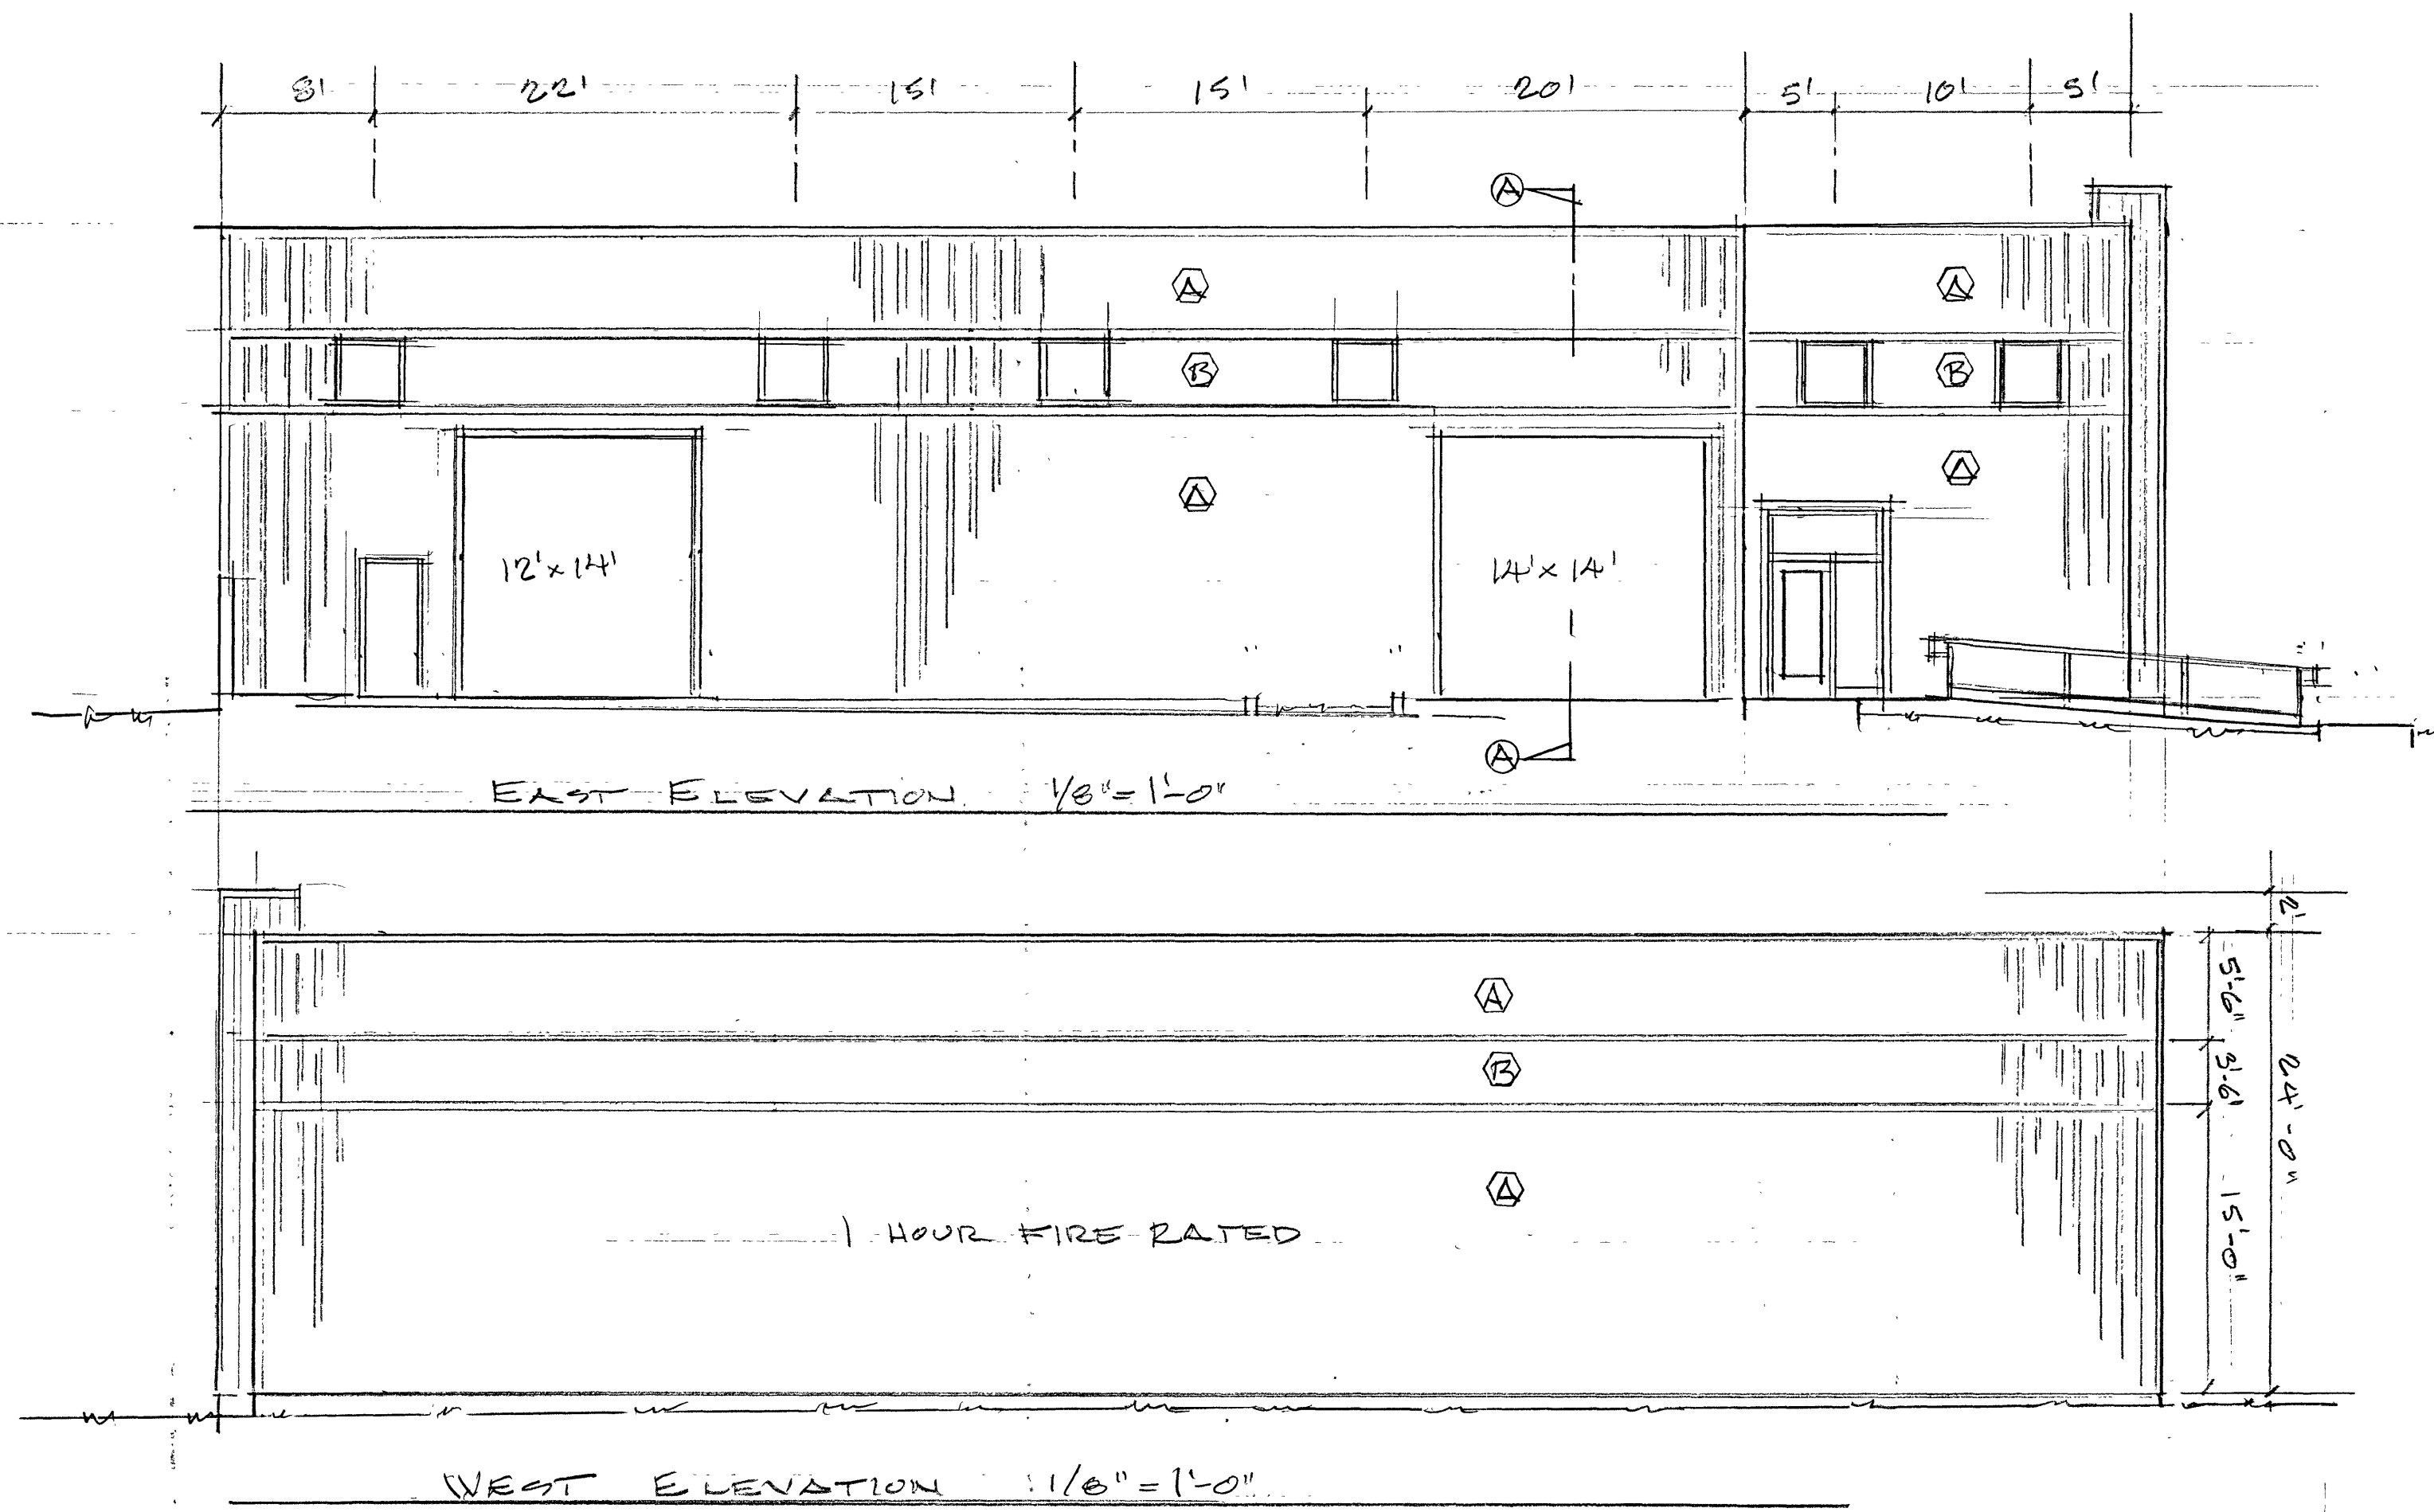 8' 22' 15' 15' 20' 5' 10' 5'
A
A A
B B
A A
12'x14' 14'x14'
A
EAST ELEVATION 1/8"=1'-0"
2'
A 5'-6"
B 3'-6' 24'-0"
A 15'-0"
1 HOUR FIRE RATED
WEST ELEVATION 1/8"=1'-0"